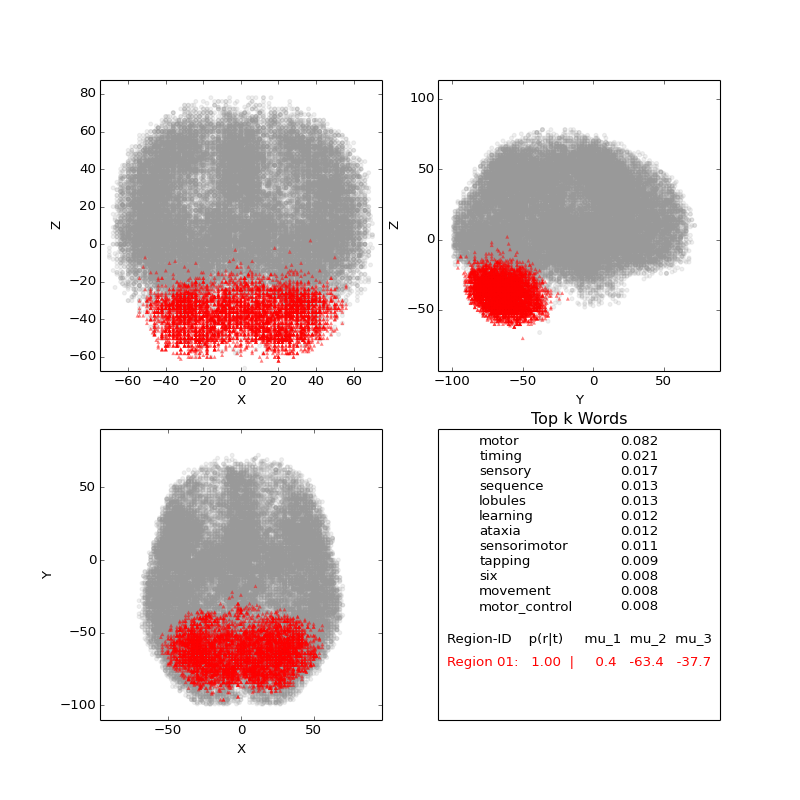 80
60
40
20
0
−20
−40
−60
Z
−60 −40 −20 0 20 40 60
X
100
50
0
−50
Z
−100 −50 0 50
Y
50
0
−50
−100
Y
−50 0 50
X
Top k Words
motor 0.082
timing 0.021
sensory 0.017
sequence 0.013
lobules 0.013
learning 0.012
ataxia 0.012
sensorimotor 0.011
tapping 0.009
six 0.008
movement 0.008
motor_control 0.008
Region-ID p(r|t) mu_1 mu_2 mu_3
Region 01: 1.00 | 0.4 -63.4 -37.7